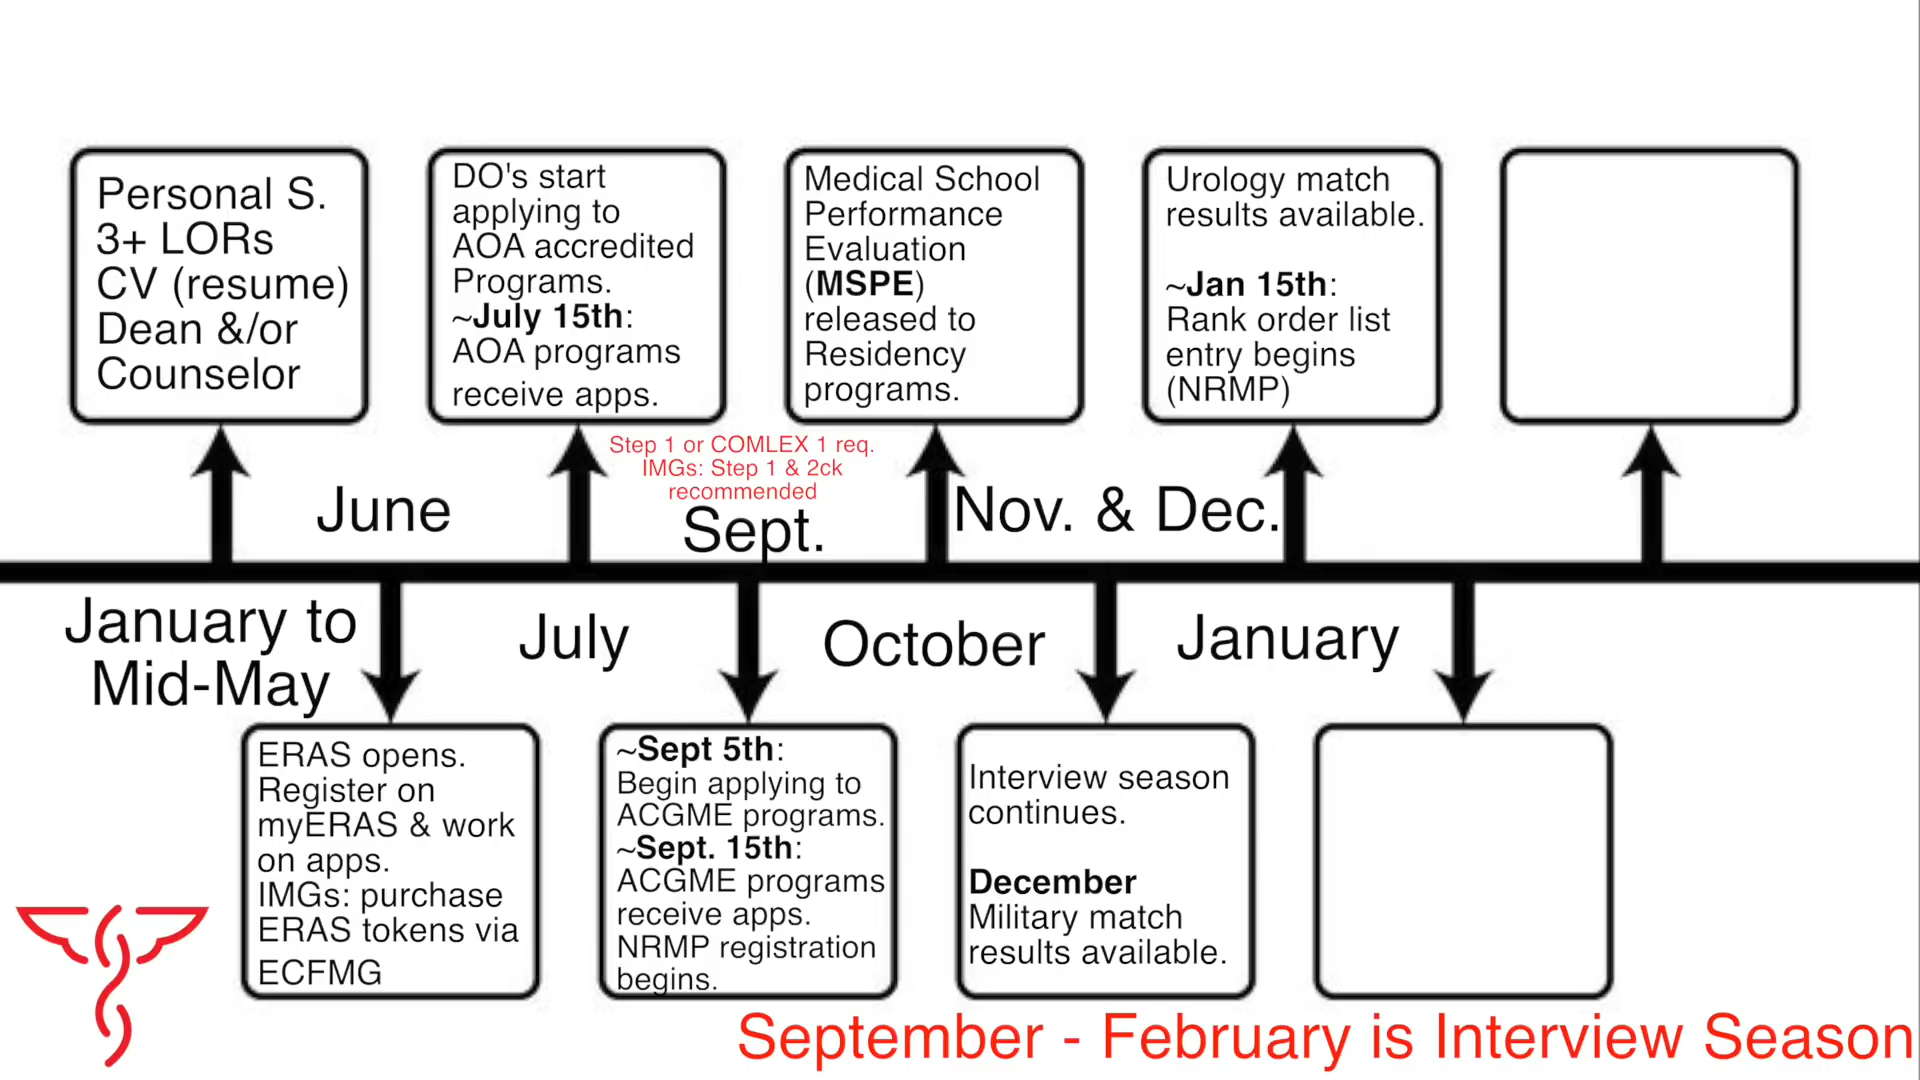 Personal S.
3+ LORs
CV (resume)
Dean &/or
Counselor
DO's start
applying to
AOA accredited
Programs.
~July 15th:
AOA programs
receive apps.
Medical School
Performance
Evaluation
(MSPE)
released to
Residency
programs.
Urology match
results available.
~Jan 15th:
Rank order list
entry begins
(NRMP)
Step 1 or COMLEX 1 req.
IMGs: Step 1 & 2ck
recommended
June
Sept.
Nov. & Dec.
January to
Mid-May
July
October
January
ERAS opens.
Register on
myERAS & work
on apps.
IMGs: purchase
ERAS tokens via
ECFMG
~Sept 5th:
Begin applying to
ACGME programs.
~Sept. 15th:
ACGME programs
receive apps.
NRMP registration
begins.
Interview season
continues.
December
Military match
results available.
September - February is Interview Season